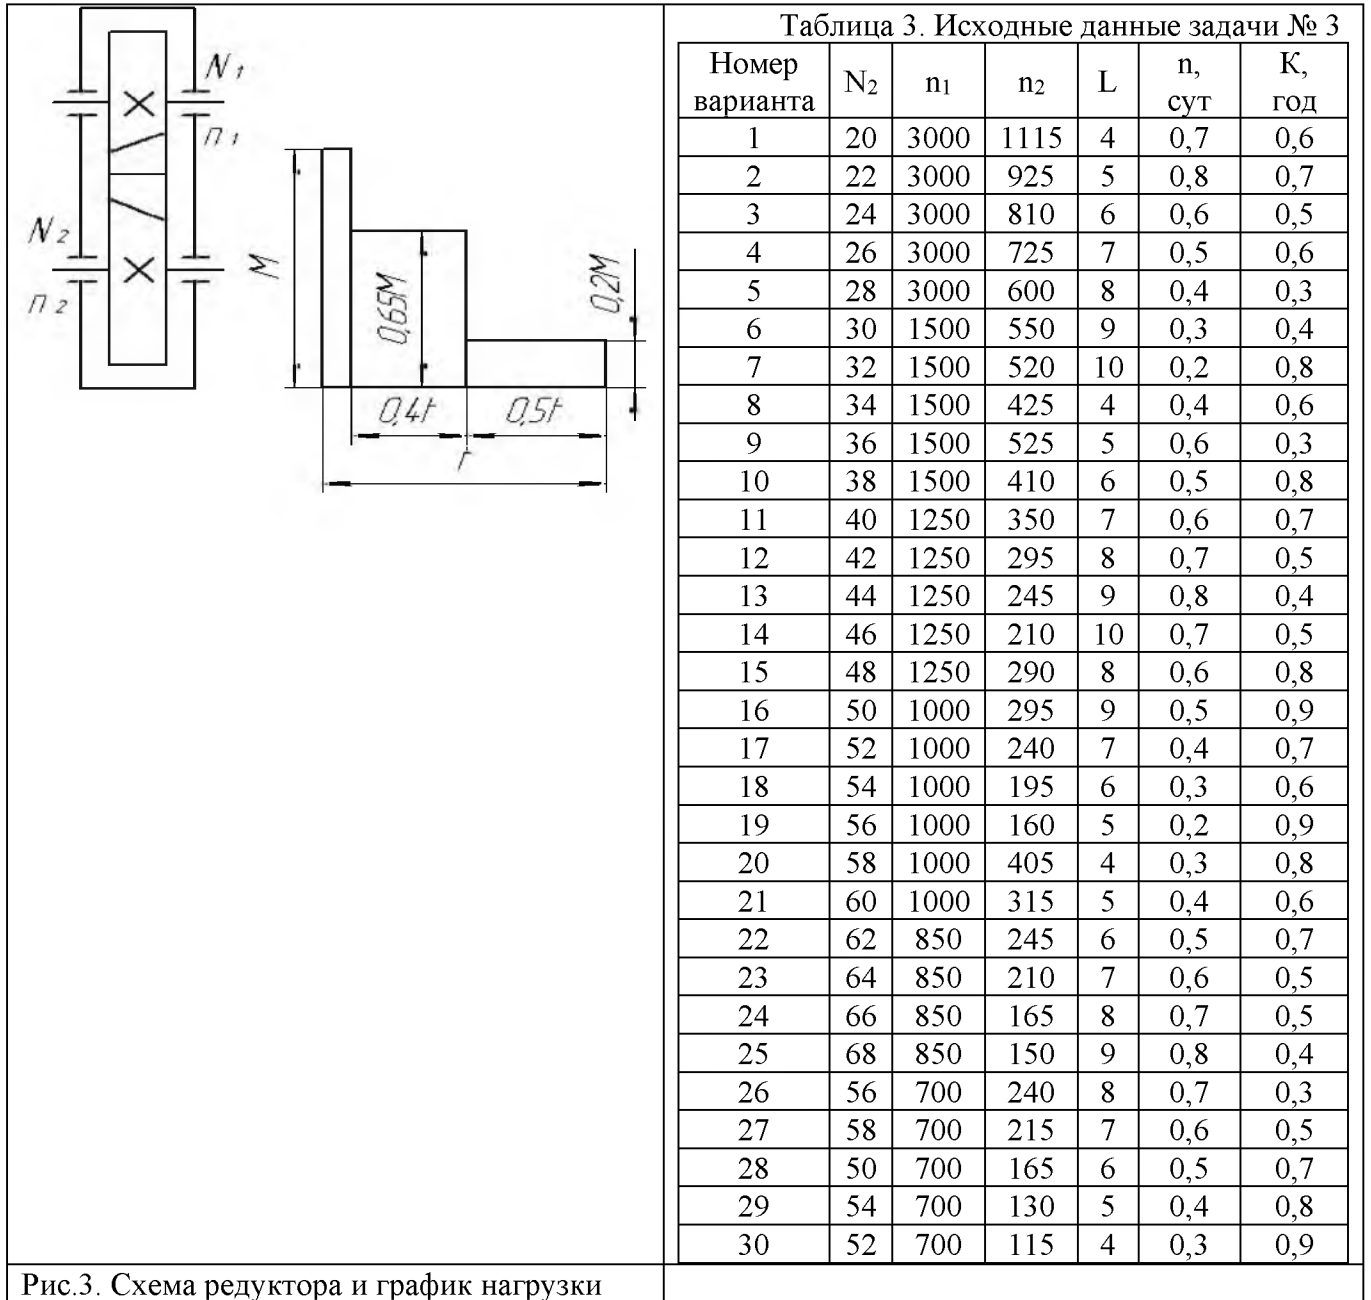 N 1
п 1
N 2
п 2
М
0,65М
0,2М
0,4t
0,5t
Рис.3. Схема редуктора и график нагрузки
Таблица 3. Исходные данные задачи № 3
Номер варианта N2 n1 n2 L n, сут К, год
1 20 3000 1115 4 0,7 0,6
2 22 3000 925 5 0,8 0,7
3 24 3000 810 6 0,6 0,5
4 26 3000 725 7 0,5 0,6
5 28 3000 600 8 0,4 0,3
6 30 1500 550 9 0,3 0,4
7 32 1500 520 10 0,2 0,8
8 34 1500 425 4 0,4 0,6
9 36 1500 525 5 0,6 0,3
10 38 1500 410 6 0,5 0,8
11 40 1250 350 7 0,6 0,7
12 42 1250 295 8 0,7 0,5
13 44 1250 245 9 0,8 0,4
14 46 1250 210 10 0,7 0,5
15 48 1250 290 8 0,6 0,8
16 50 1000 295 9 0,5 0,9
17 52 1000 240 7 0,4 0,7
18 54 1000 195 6 0,3 0,6
19 56 1000 160 5 0,2 0,9
20 58 1000 405 4 0,3 0,8
21 60 1000 315 5 0,4 0,6
22 62 850 245 6 0,5 0,7
23 64 850 210 7 0,6 0,5
24 66 850 165 8 0,7 0,5
25 68 850 150 9 0,8 0,4
26 56 700 240 8 0,7 0,3
27 58 700 215 7 0,6 0,5
28 50 700 165 6 0,5 0,7
29 54 700 130 5 0,4 0,8
30 52 700 115 4 0,3 0,9